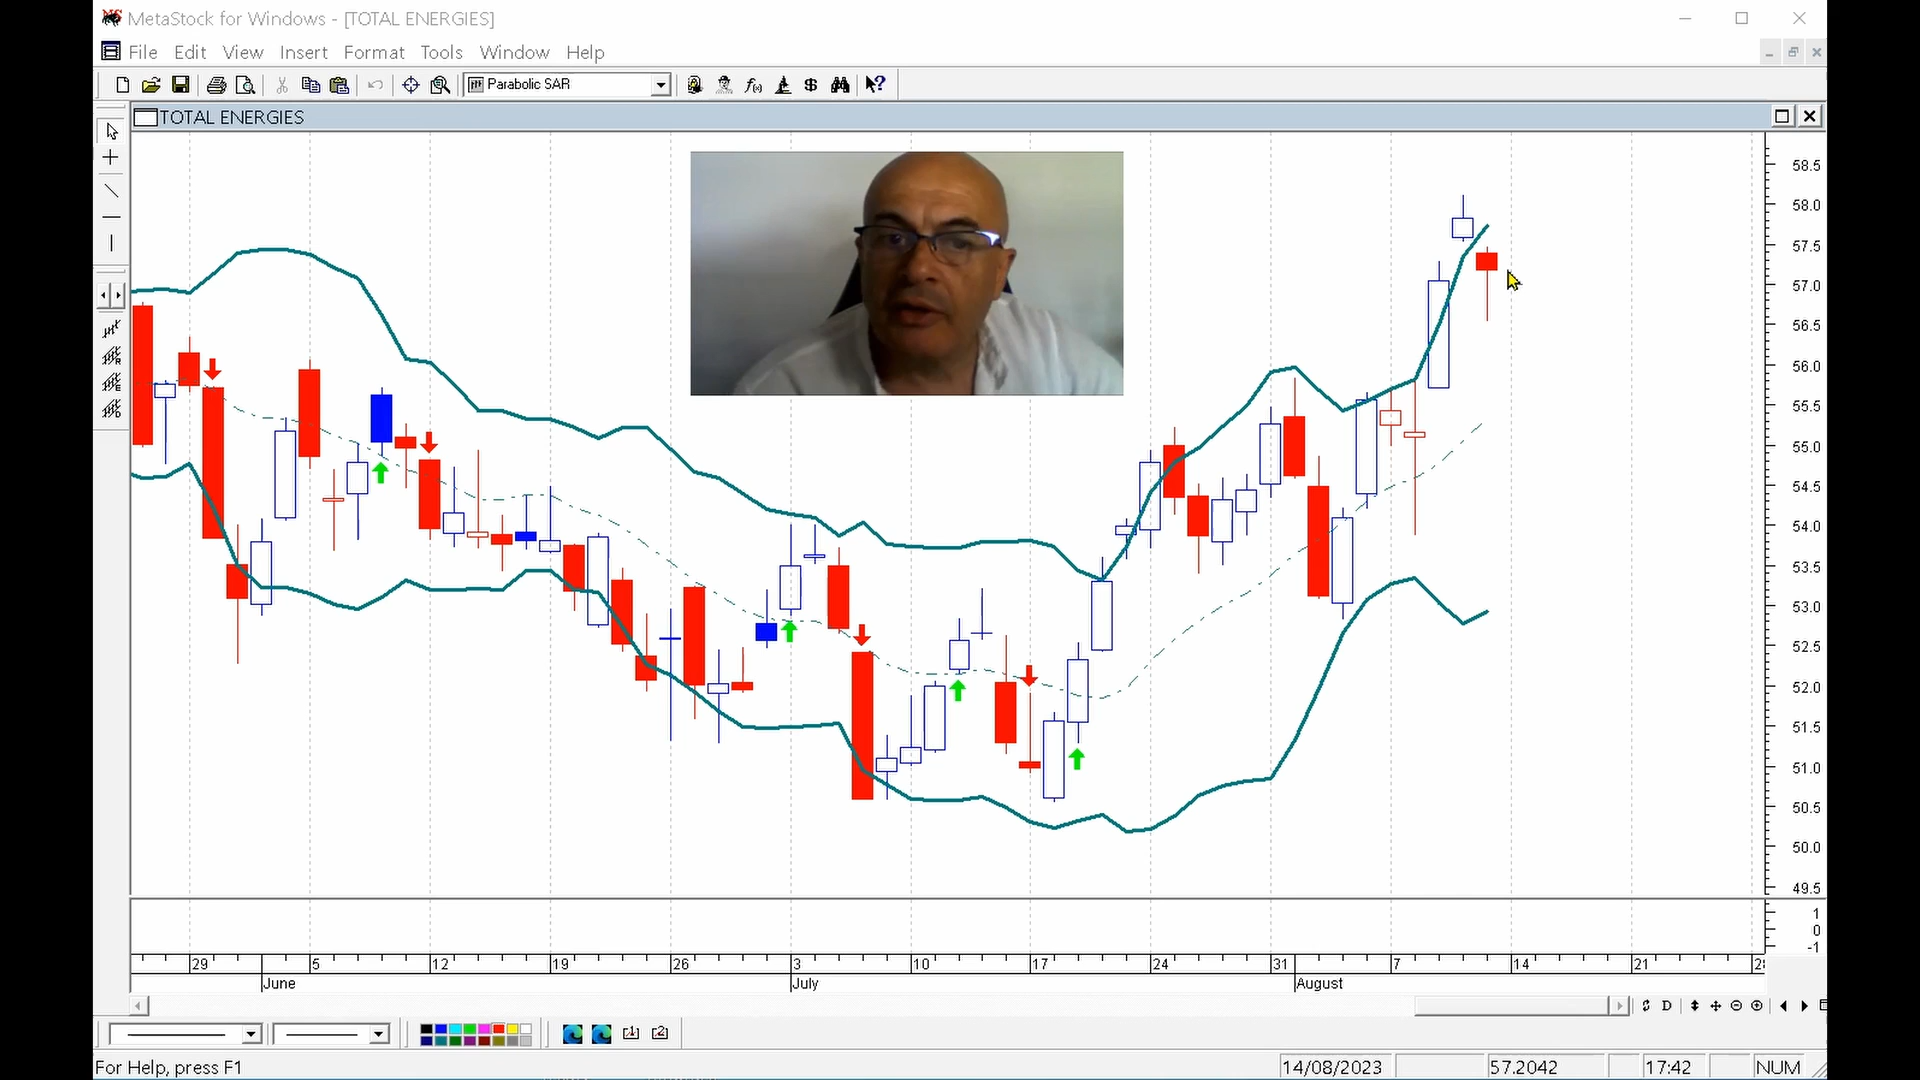 MetaStock for Windows - [TOTAL ENERGIES]
File Edit View Insert Format Tools Window Help
Parabolic SAR
TOTAL ENERGIES
58.5
58.0
57.5
57.0
56.5
56.0
55.5
55.0
54.5
54.0
53.5
53.0
52.5
52.0
51.5
51.0
50.5
50.0
49.5
1
0
-1
29 5 12 19 26 3 10 17 24 31 7 14 21
June July August
D
For Help, press F1 14/08/2023 57.2042 17:42 NUM